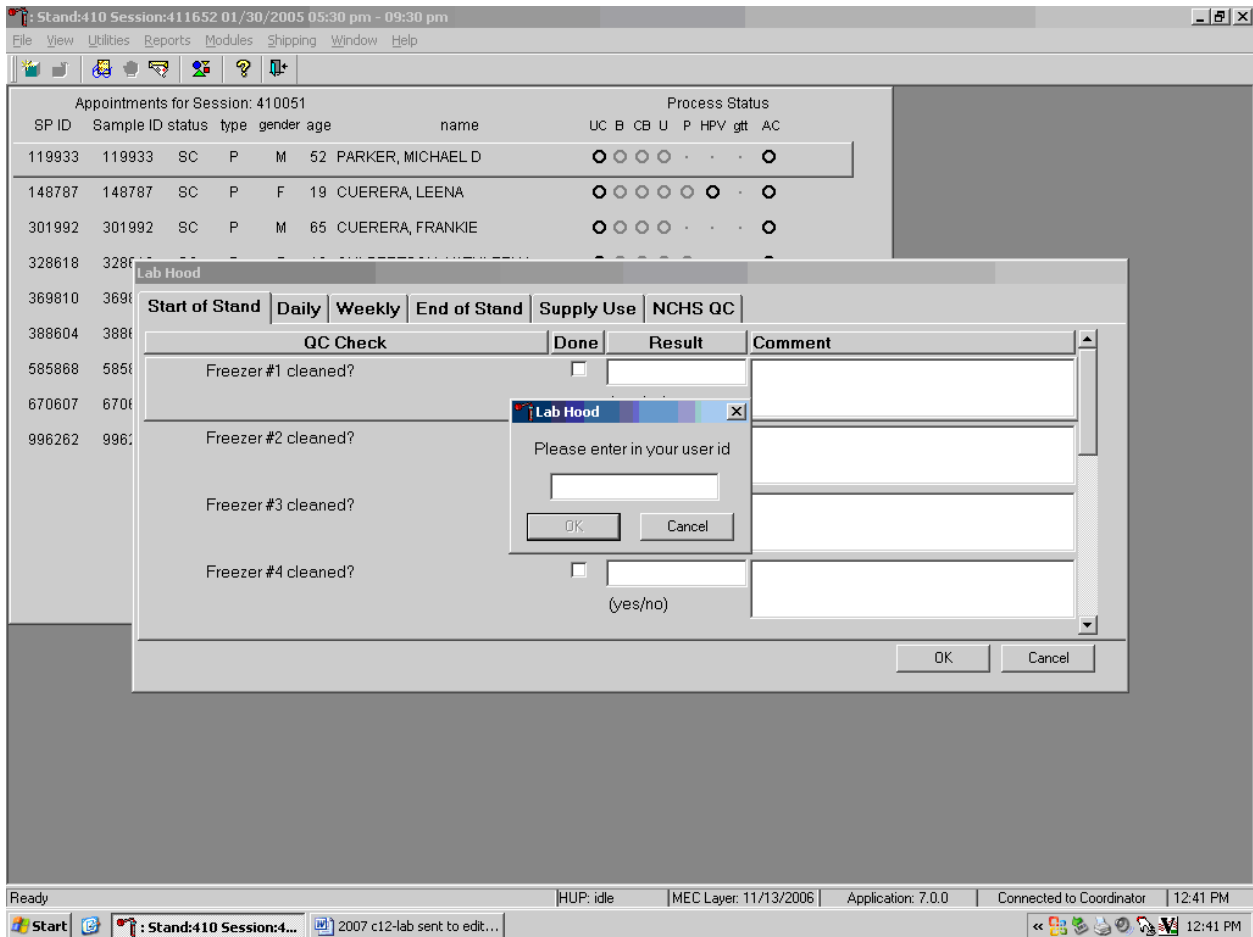 : Stand:410 Session:411652 01/30/2005 05:30 pm - 09:30 pm
File View Utilities Reports Modules Shipping Window Help
Appointments for Session: 410051 Process Status
SP ID Sample ID status type gender age name UC B CB U P HPV gtt AC
119933 119933 SC P M 52 PARKER, MICHAEL D
148787 148787 SC P F 19 CUERERA, LEENA
301992 301992 SC P M 65 CUERERA, FRANKIE
328618
Lab Hood
369810
Start of Stand Daily Weekly End of Stand Supply Use NCHS QC
388604
QC Check Done Result Comment
585868
Freezer #1 cleaned?
670607
Lab Hood
996262
Freezer #2 cleaned?
Please enter in your user id
Freezer #3 cleaned?
OK Cancel
Freezer #4 cleaned?
(yes/no)
OK Cancel
Ready HUP: idle MEC Layer: 11/13/2006 Application: 7.0.0 Connected to Coordinator 12:41 PM
Start : Stand:410 Session:4... 2007 c12-lab sent to edit... « 12:41 PM